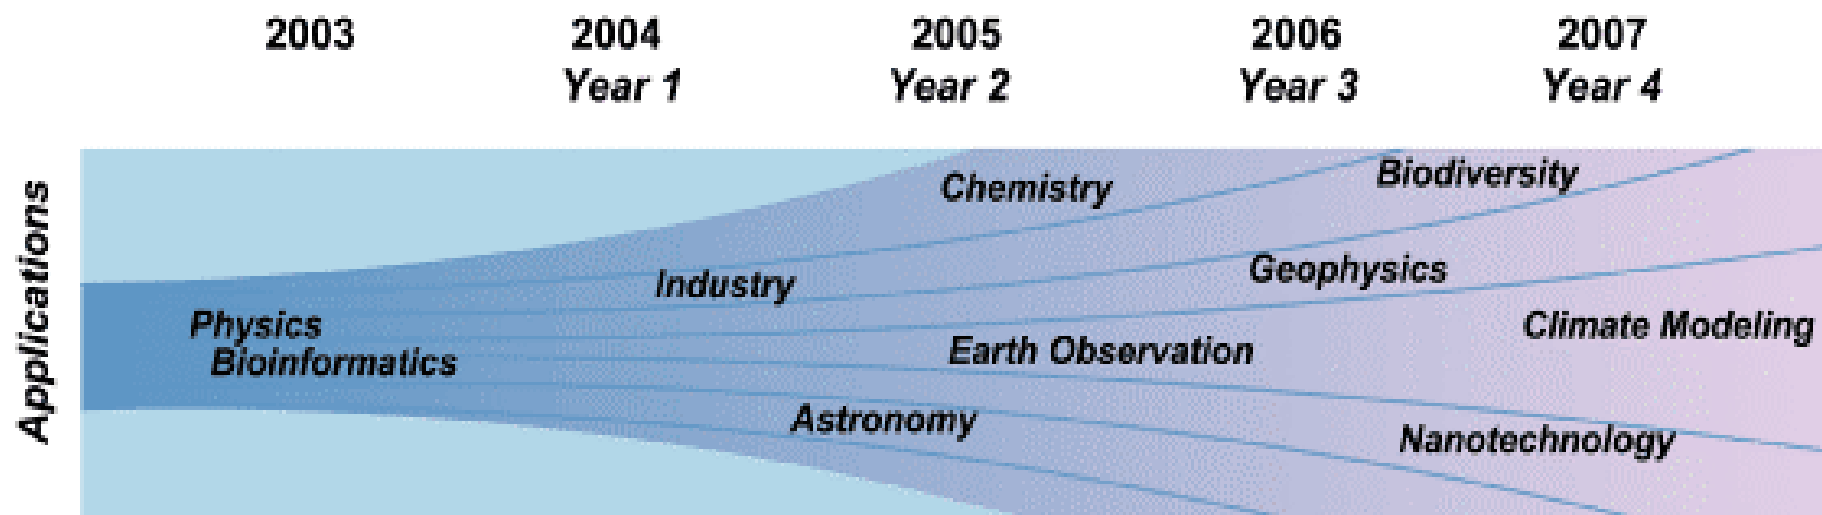 2003 2004 2005 2006 2007
Year 1 Year 2 Year 3 Year 4
Applications
Chemistry
Biodiversity
Industry
Geophysics
Physics
Climate Modeling
Bioinformatics
Earth Observation
Astronomy
Nanotechnology